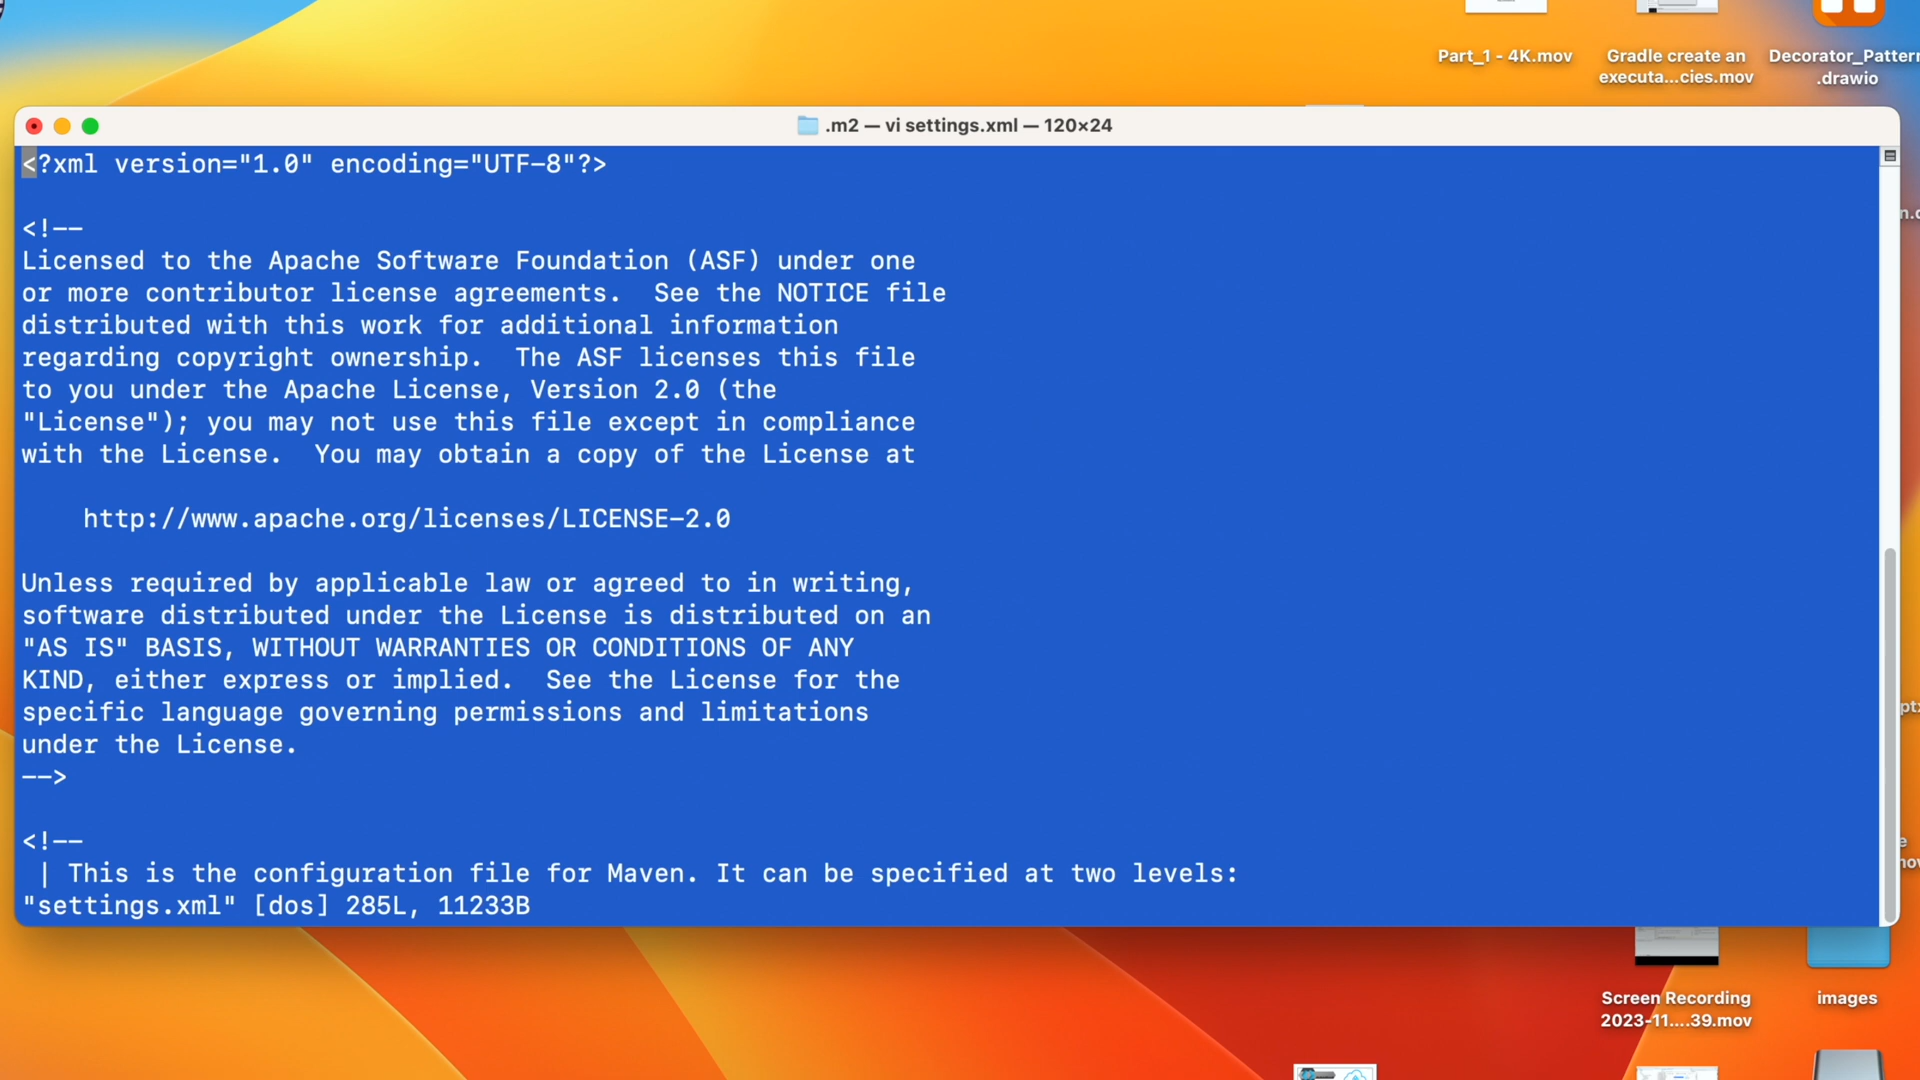 Part_1 - 4K.mov
Gradle create an
executa...cies.mov
Decorator_Pattern
.drawio
.m2 — vi settings.xml — 120×24
<?xml version="1.0" encoding="UTF-8"?>
<!--
Licensed to the Apache Software Foundation (ASF) under one
or more contributor license agreements.  See the NOTICE file
distributed with this work for additional information
regarding copyright ownership.  The ASF licenses this file
to you under the Apache License, Version 2.0 (the
"License"); you may not use this file except in compliance
with the License.  You may obtain a copy of the License at
http://www.apache.org/licenses/LICENSE-2.0
Unless required by applicable law or agreed to in writing,
software distributed under the License is distributed on an
"AS IS" BASIS, WITHOUT WARRANTIES OR CONDITIONS OF ANY
KIND, either express or implied.  See the License for the
specific language governing permissions and limitations
under the License.
-->
<!--
| This is the configuration file for Maven. It can be specified at two levels:
"settings.xml" [dos] 285L, 11233B
Screen Recording
2023-11....39.mov
images